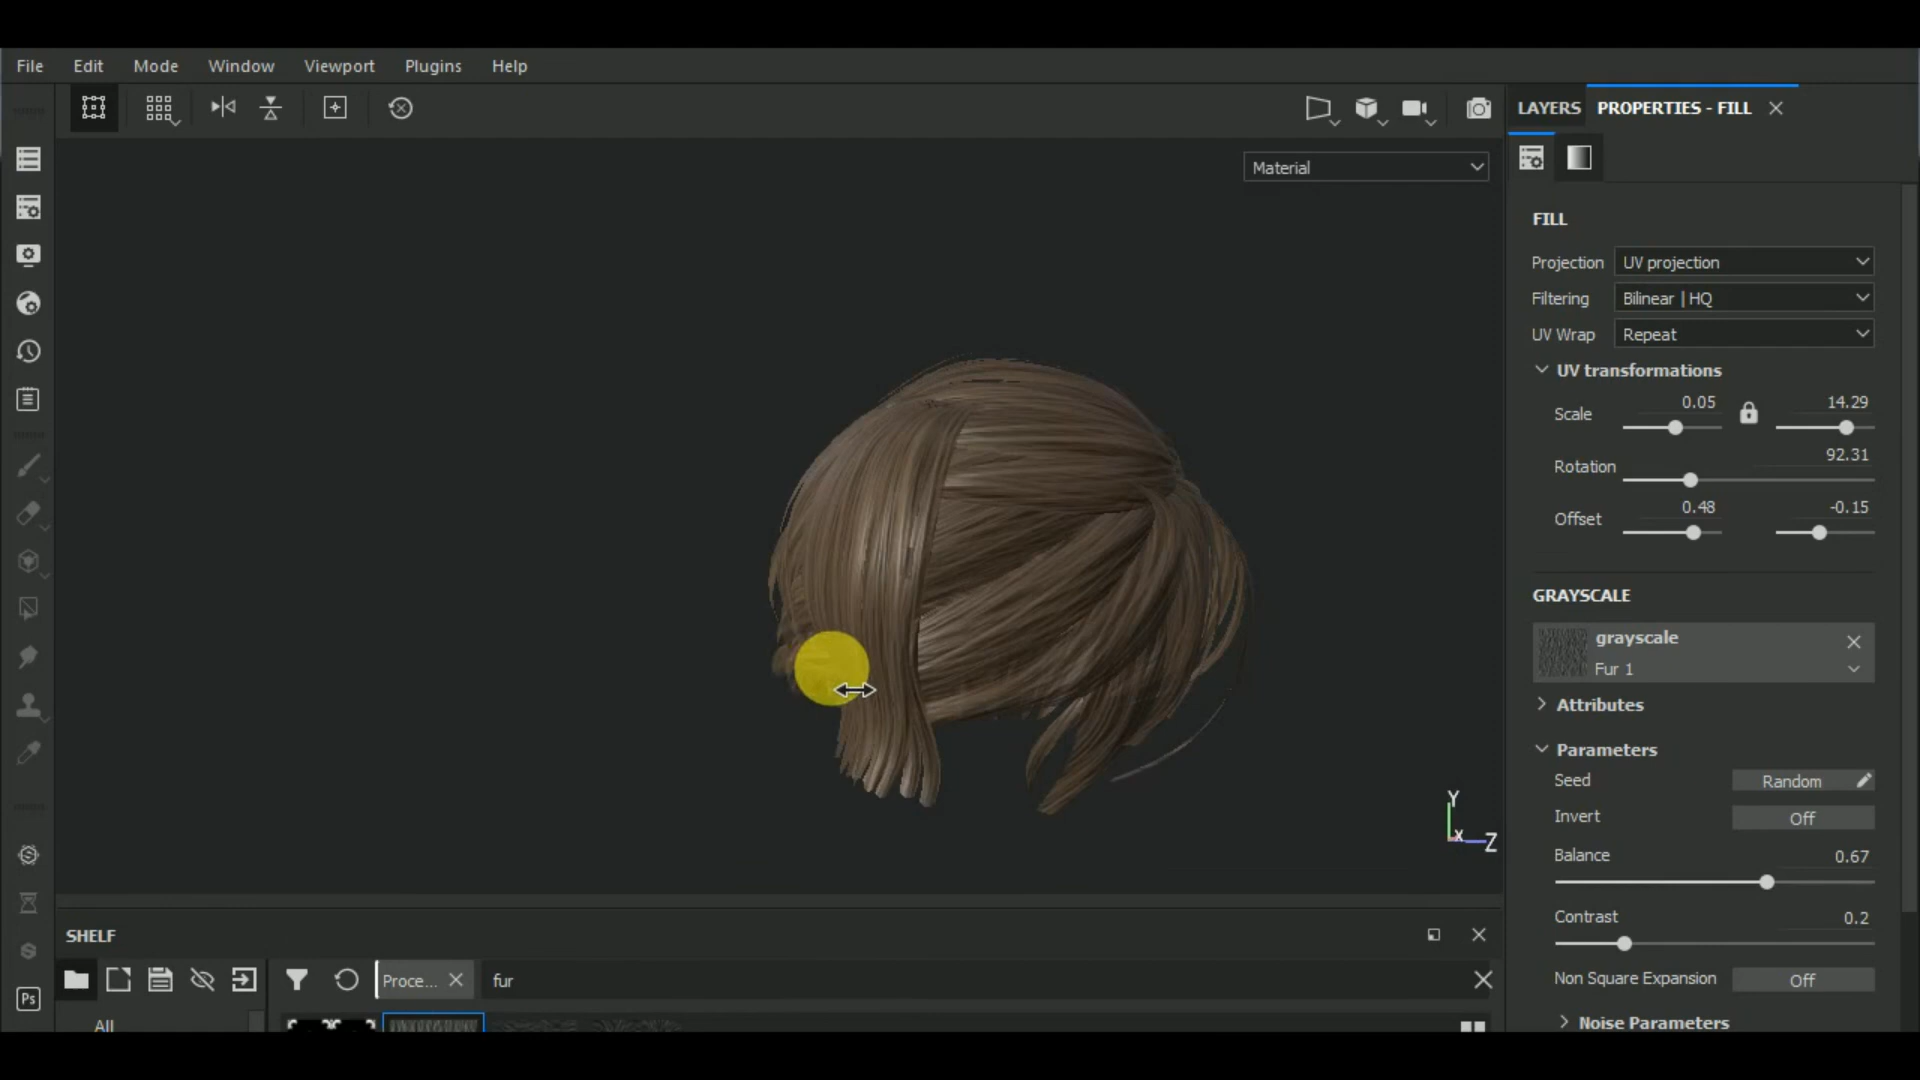 File Edit Mode Window Viewport Plugins Help
LAYERS PROPERTIES - FILL
Material
FILL
Projection UV projection
Filtering Bilinear | HQ
UV Wrap Repeat
UV transformations
Scale 0.05 14.29
Rotation 92.31
Offset 0.48 -0.15
GRAYSCALE
grayscale
Fur 1
Attributes
Parameters
Seed Random
Invert Off
Balance 0.67
Contrast 0.2
Non Square Expansion Off
Noise Parameters
Y
X
Z
SHELF
Proce... fur
Ps
All